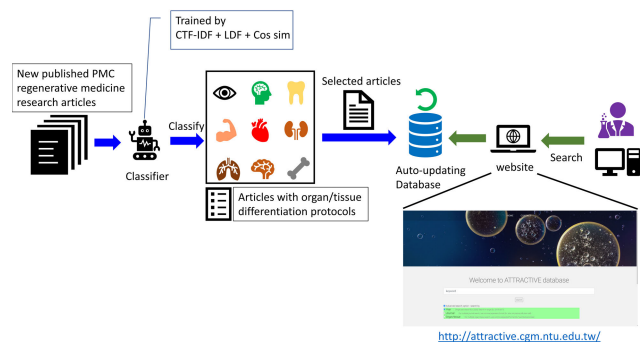 Trained by
CTF-IDF + LDF + Cos sim
New published PMC
regenerative medicine
research articles
Classifier
Classify
Articles with organ/tissue
differentiation protocols
Selected articles
Auto-updating
Database
website
Search
Welcome to ATTRACTIVE database
http://attractive.cgm.ntu.edu.tw/